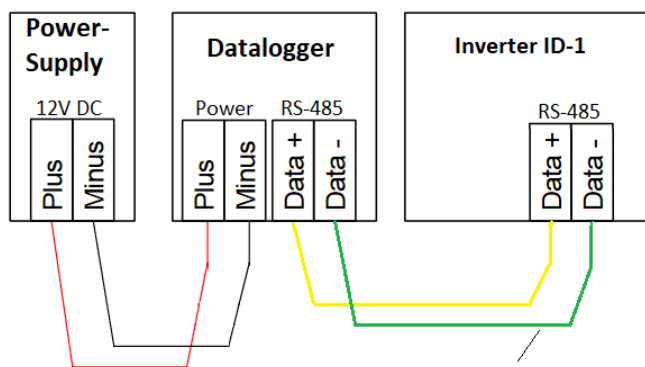 Power-
Supply
12V DC
Plus
Minus
Datalogger
Power
RS-485
Plus
Minus
Data +
Data -
Inverter ID-1
RS-485
Data +
Data -